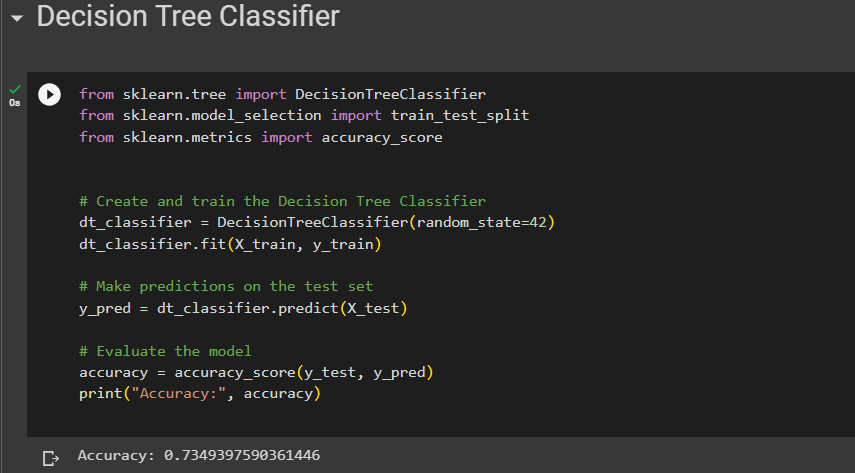 Decision Tree Classifier
0s
from sklearn.tree import DecisionTreeClassifier
from sklearn.model_selection import train_test_split
from sklearn.metrics import accuracy_score
# Create and train the Decision Tree Classifier
dt_classifier = DecisionTreeClassifier(random_state=42)
dt_classifier.fit(X_train, y_train)
# Make predictions on the test set
y_pred = dt_classifier.predict(X_test)
# Evaluate the model
accuracy = accuracy_score(y_test, y_pred)
print("Accuracy:", accuracy)
Accuracy: 0.7349397590361446